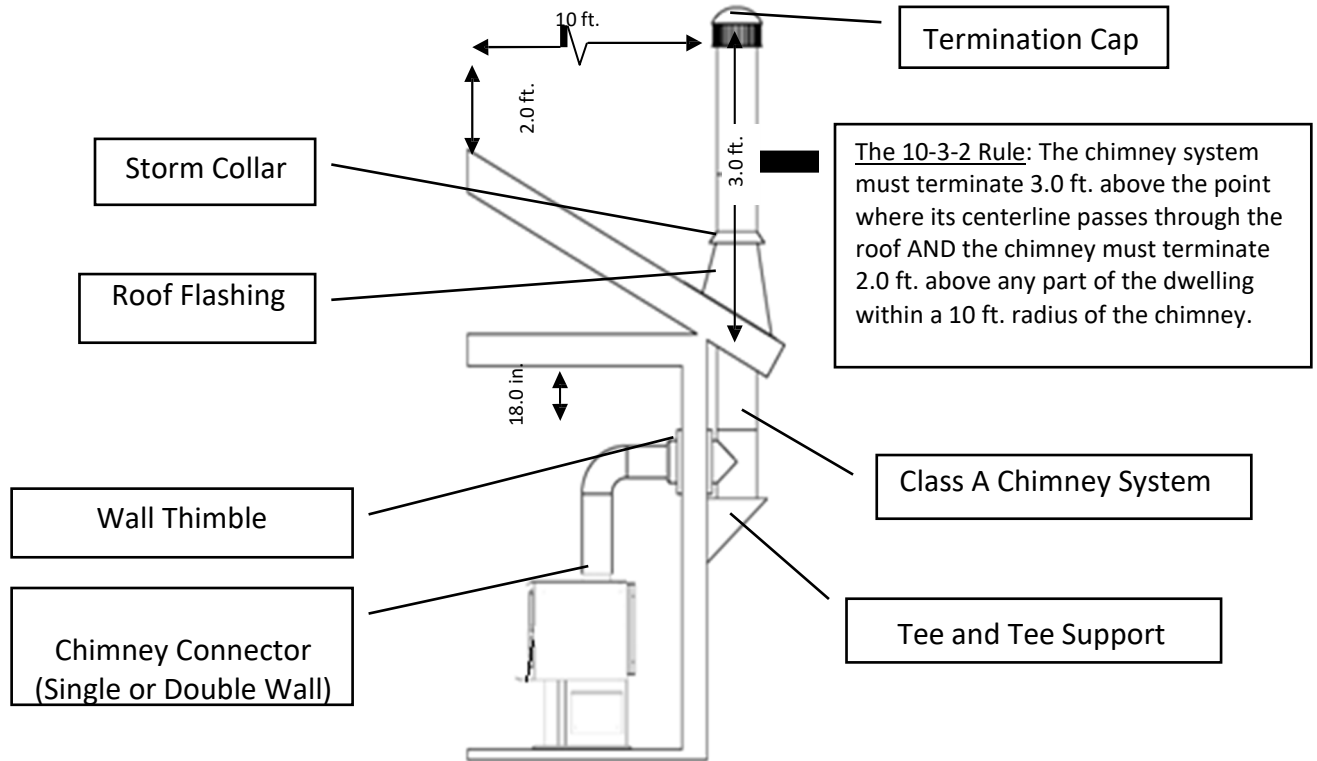 10 ft.
Termination Cap
2.0 ft.
Storm Collar
3.0 ft.
The 10-3-2 Rule: The chimney system
must terminate 3.0 ft. above the point
where its centerline passes through the
roof AND the chimney must terminate
2.0 ft. above any part of the dwelling
within a 10 ft. radius of the chimney.
Roof Flashing
18.0 in.
Class A Chimney System
Wall Thimble
Chimney Connector
(Single or Double Wall)
Tee and Tee Support